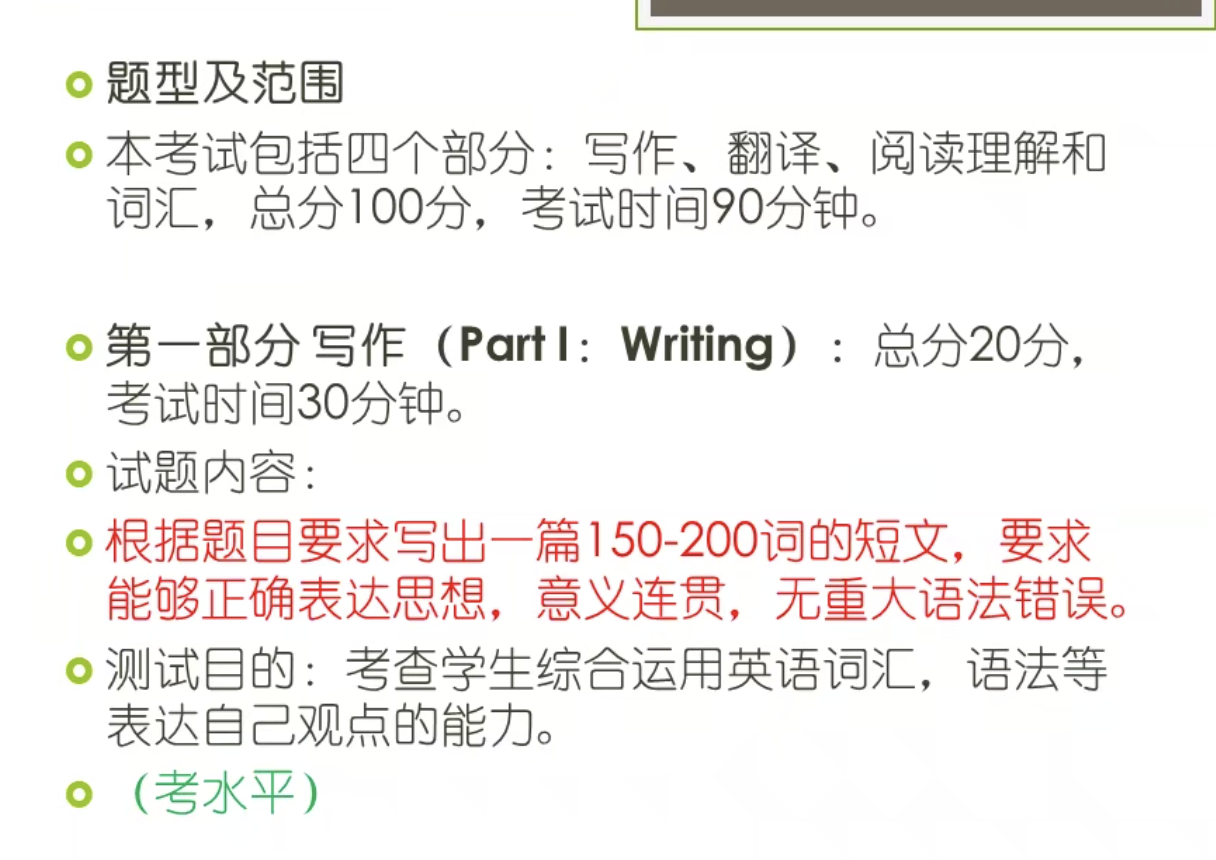 题型及范围
本考试包括四个部分：写作、翻译、阅读理解和
词汇，总分100分，考试时间90分钟。
第一部分 写作（Part I：Writing）：总分20分，
考试时间30分钟。
试题内容：
根据题目要求写出一篇150-200词的短文，要求
能够正确表达思想，意义连贯，无重大语法错误。
测试目的：考查学生综合运用英语词汇，语法等
表达自己观点的能力。
（考水平）